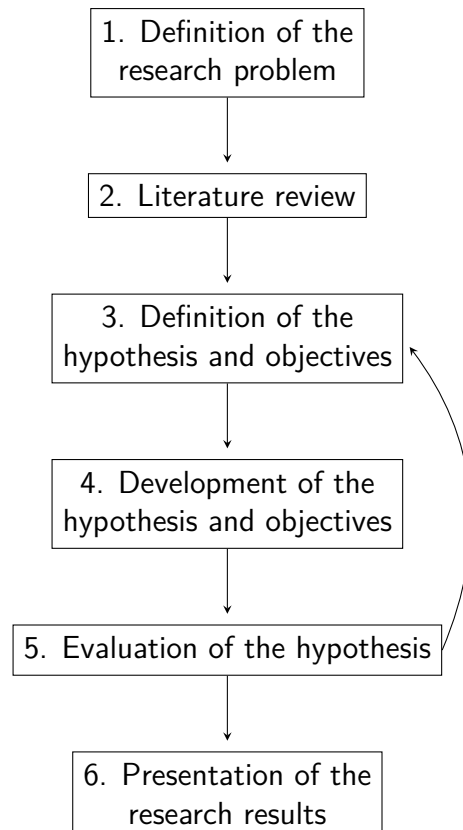 1. Definition of the
research problem
2. Literature review
3. Definition of the
hypothesis and objectives
4. Development of the
hypothesis and objectives
5. Evaluation of the hypothesis
6. Presentation of the
research results